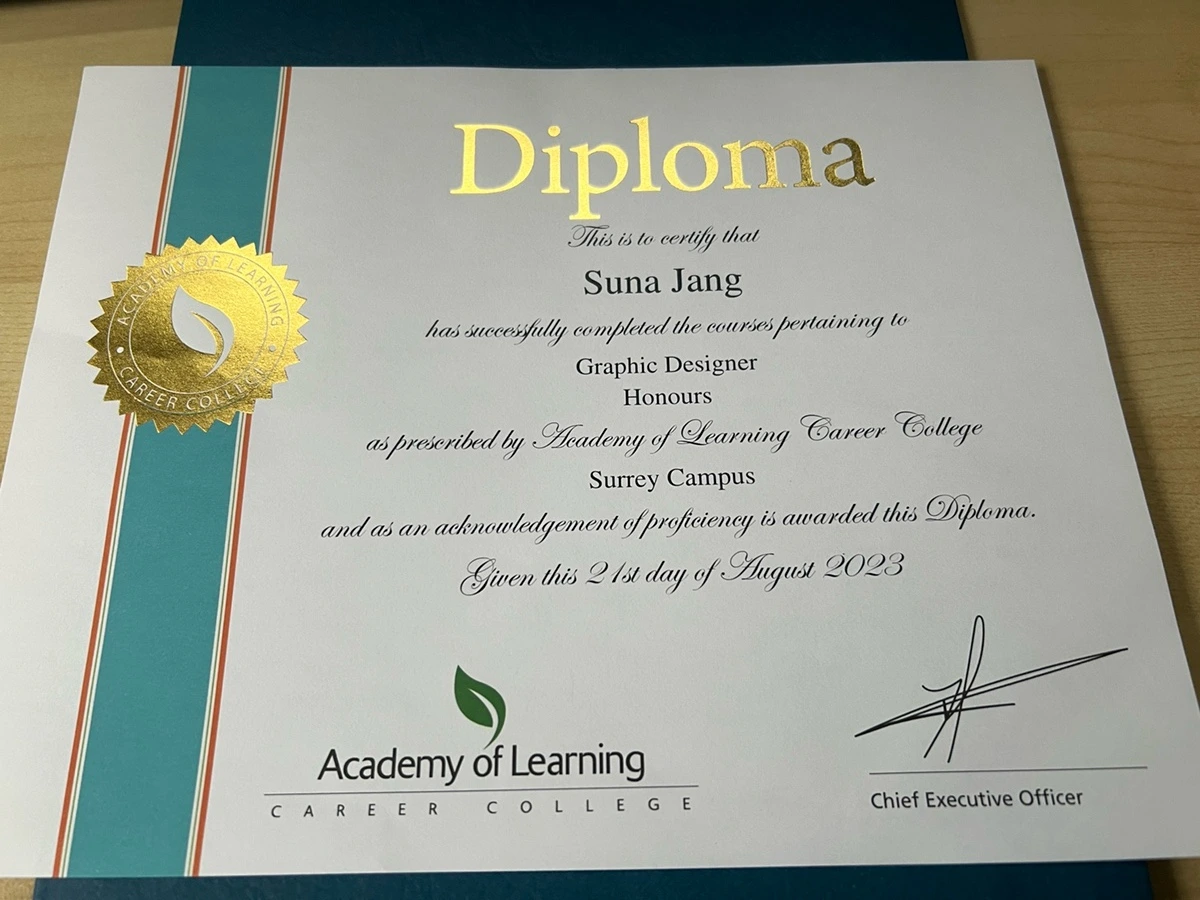 Diploma
This is to certify that
Suna Jang
has successfully completed the courses pertaining to
Graphic Designer
Honours
as prescribed by Academy of Learning Career College
Surrey Campus
and as an acknowledgement of proficiency is awarded this Diploma.
Given this 21st day of August 2023
ACADEMY OF LEARNING
CAREER COLLEGE
Academy of Learning
CAREER COLLEGE
Chief Executive Officer